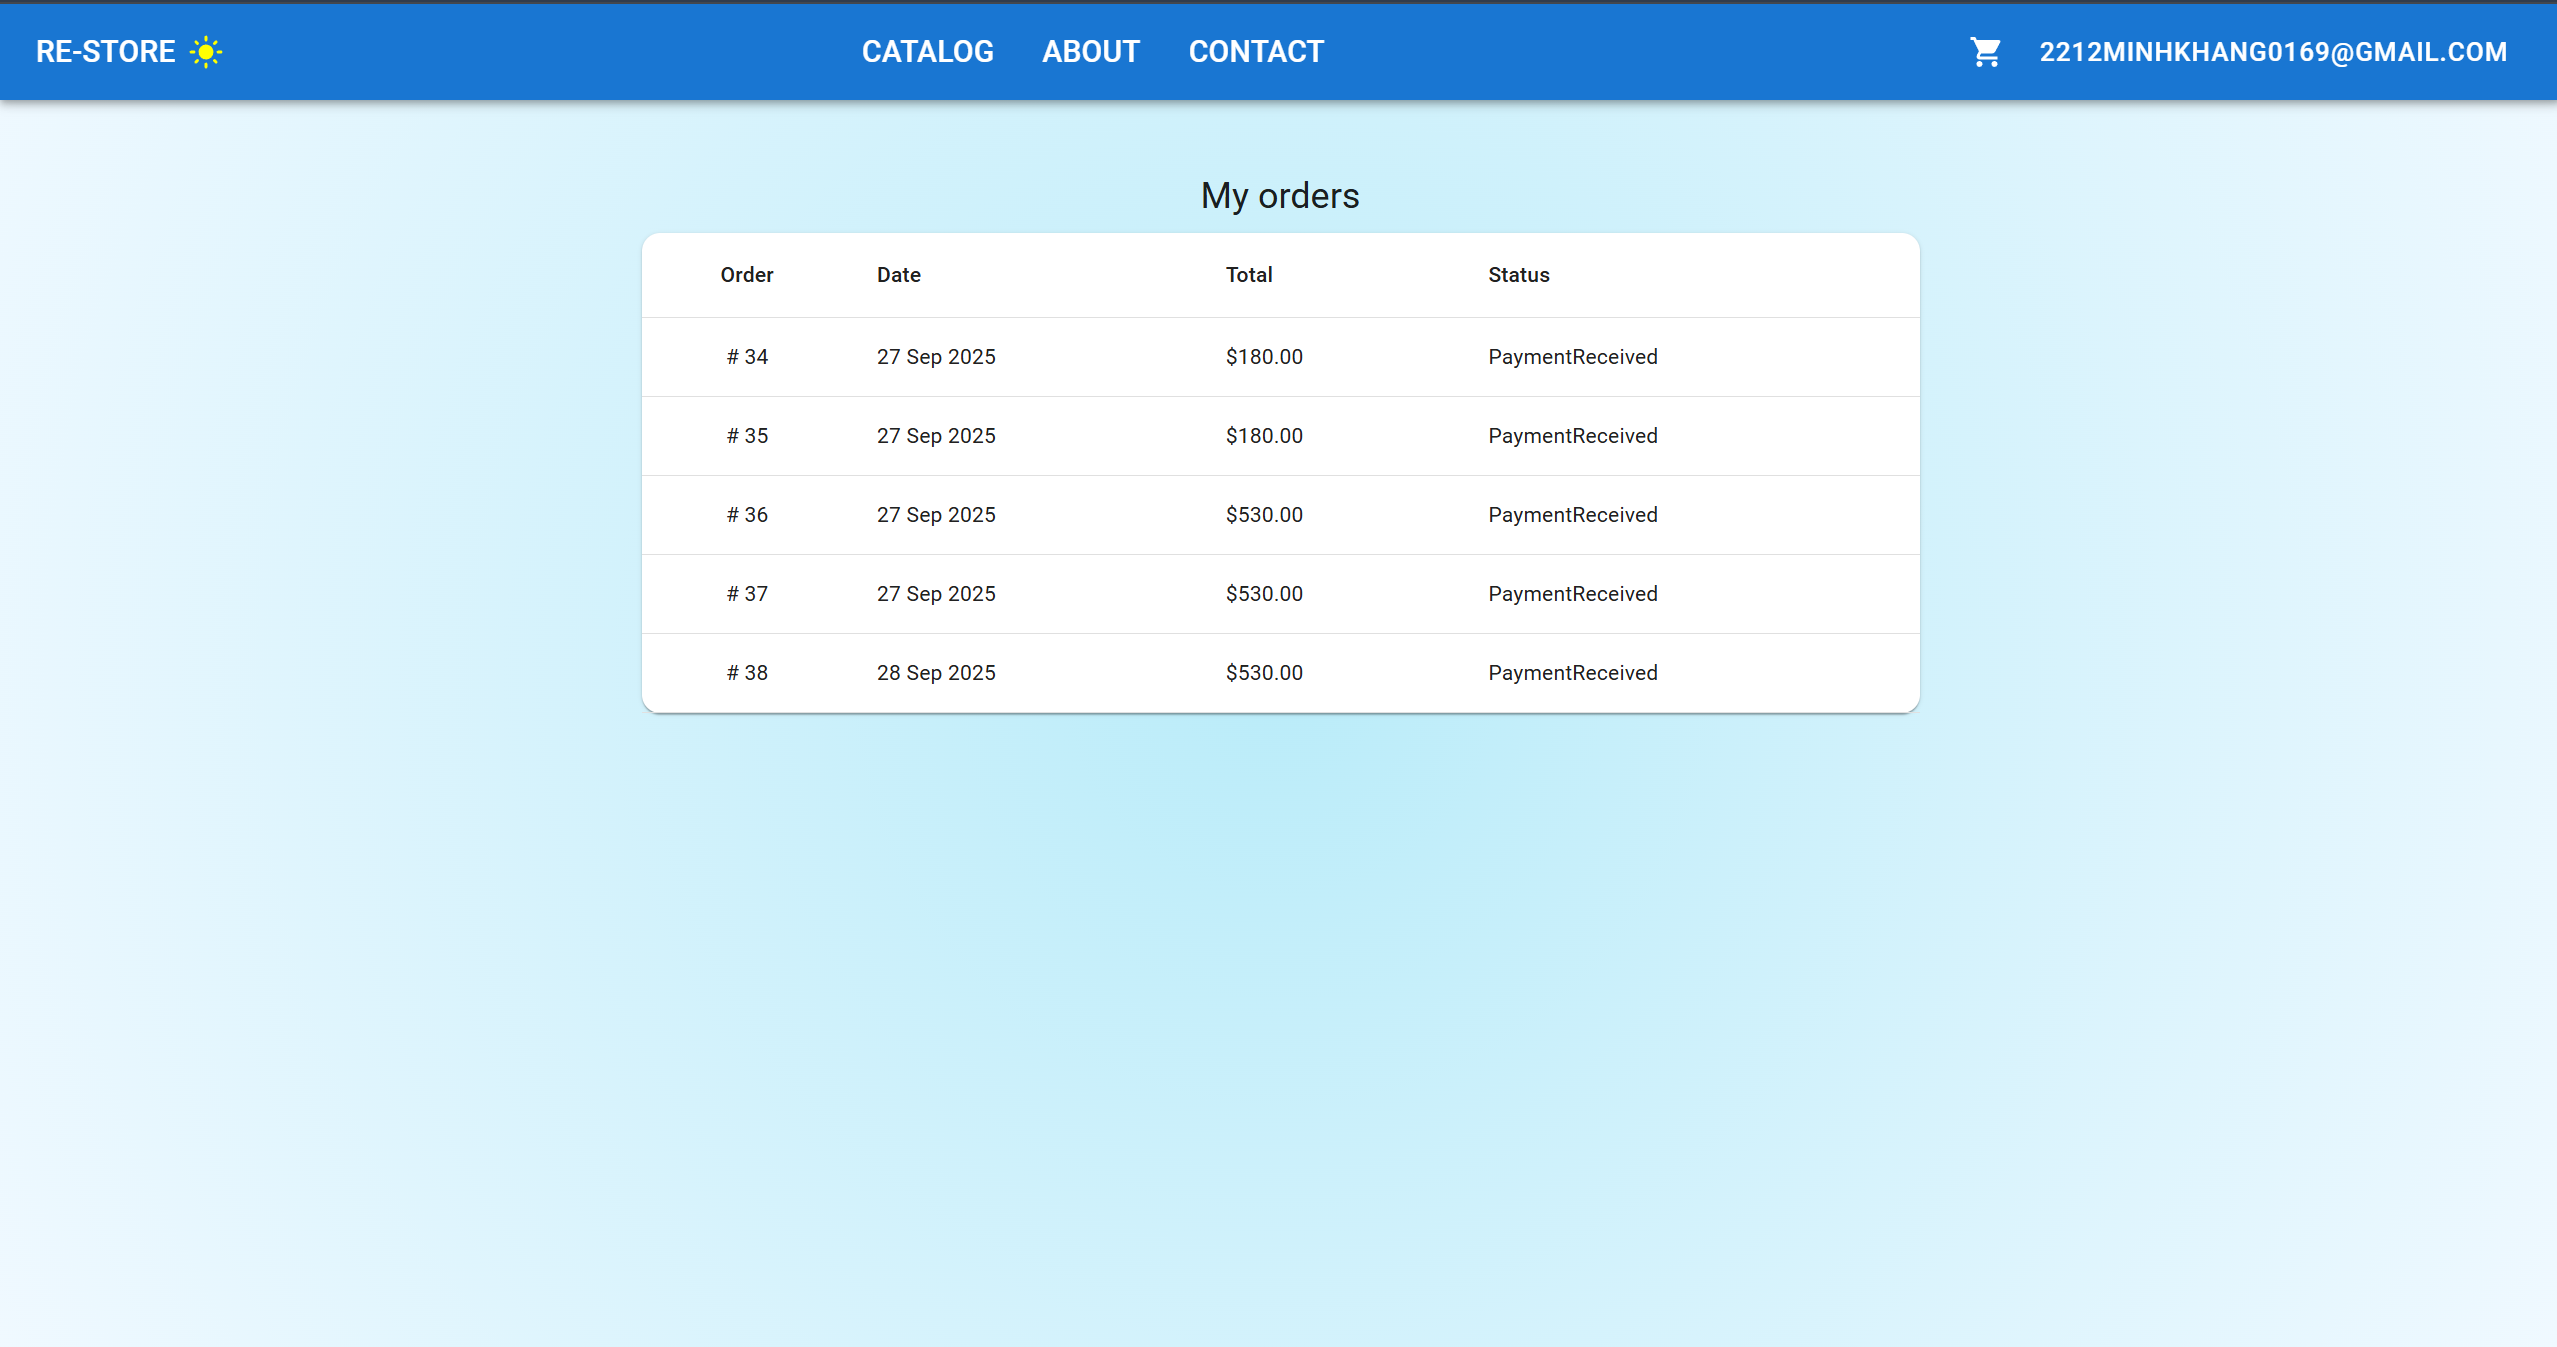 RE-STORE CATALOG ABOUT CONTACT 2212MINHKHANG0169@GMAIL.COM
My orders
Order Date Total Status
# 34 27 Sep 2025 $180.00 PaymentReceived
# 35 27 Sep 2025 $180.00 PaymentReceived
# 36 27 Sep 2025 $530.00 PaymentReceived
# 37 27 Sep 2025 $530.00 PaymentReceived
# 38 28 Sep 2025 $530.00 PaymentReceived